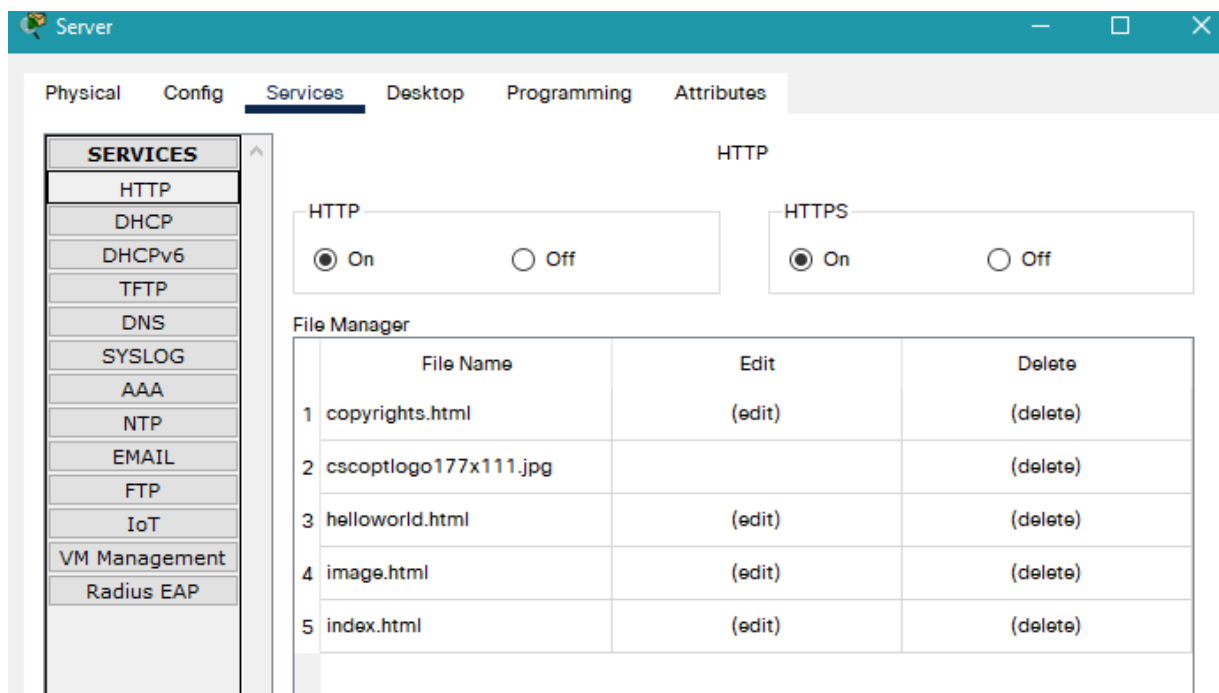 Server
Physical Config Services Desktop Programming Attributes
SERVICES
HTTP
DHCP
DHCPv6
TFTP
DNS
SYSLOG
AAA
NTP
EMAIL
FTP
IoT
VM Management
Radius EAP
HTTP
HTTP
On Off
HTTPS
On Off
File Manager
File Name Edit Delete
1 copyrights.html (edit) (delete)
2 cscoptlogo177x111.jpg (delete)
3 helloworld.html (edit) (delete)
4 image.html (edit) (delete)
5 index.html (edit) (delete)